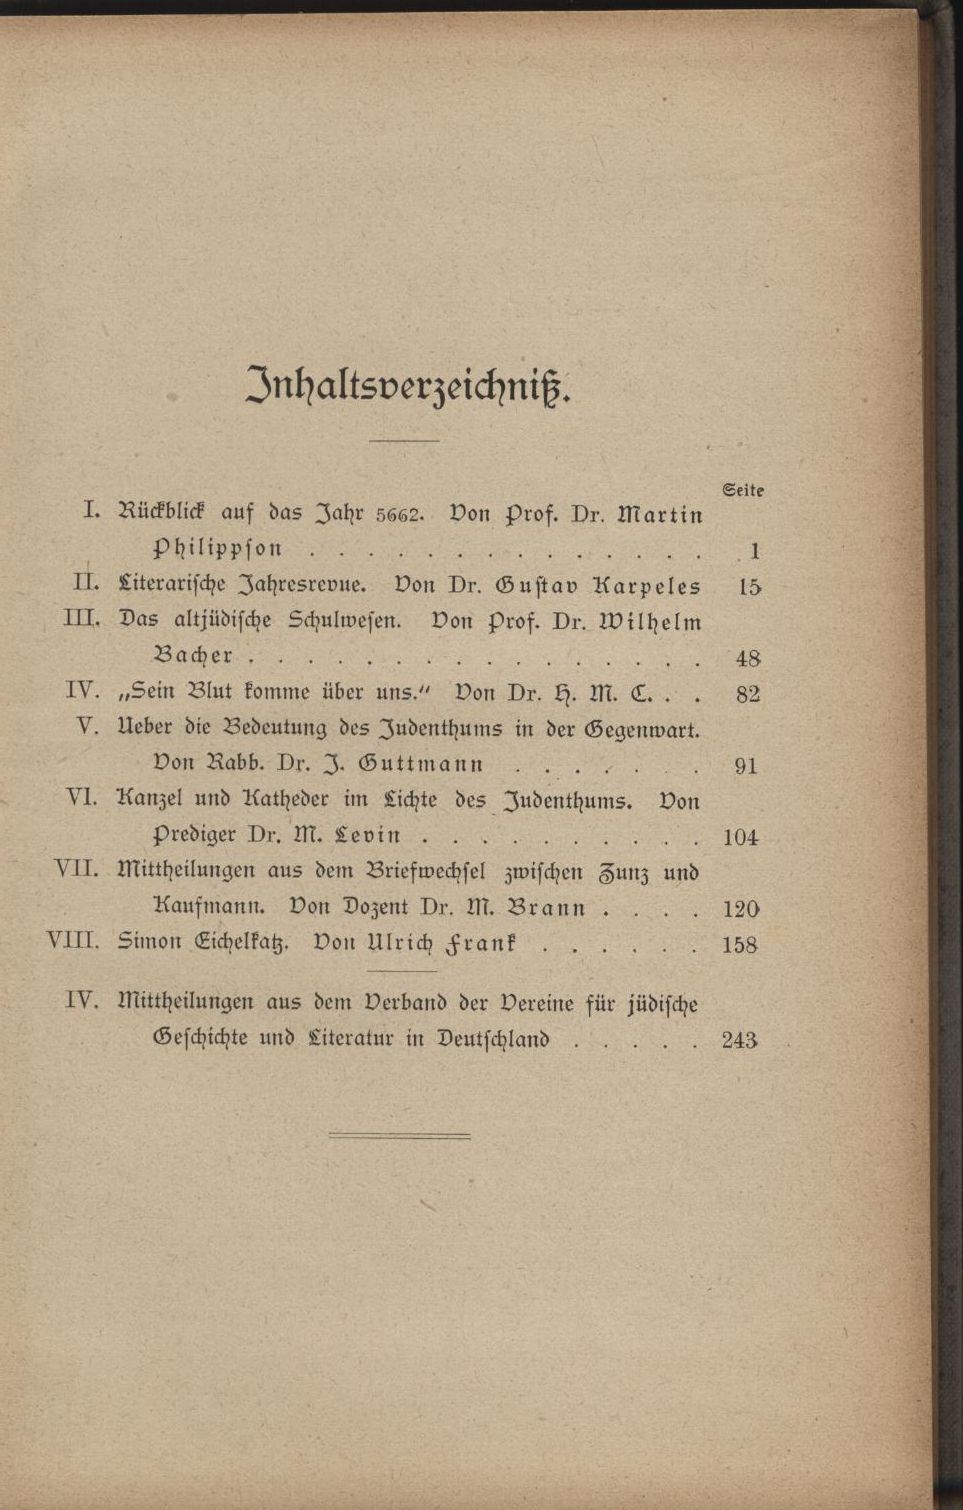 Inhaltsverzeichniß.
Seite
I. Rückblick auf das Jahr 5662. Von Prof. Dr. Martin
Philippson . . . . . . . . . . . . . . 1
II. Literarische Jahresrevue. Von Dr. Gustav Karpeles 15
III. Das altjüdische Schulwesen. Von Prof. Dr. Wilhelm
Bacher . . . . . . . . . . . . . . . . 48
IV. „Sein Blut komme über uns.“ Von Dr. H. M. C. . . 82
V. Ueber die Bedeutung des Judenthums in der Gegenwart.
Von Rabb. Dr. J. Guttmann . . . . . . . 91
VI. Kanzel und Katheder im Lichte des Judenthums. Von
Prediger Dr. M. Levin . . . . . . . . . . 104
VII. Mittheilungen aus dem Briefwechsel zwischen Zunz und
Kaufmann. Von Dozent Dr. M. Brann . . . . 120
VIII. Simon Eichelkatz. Von Ulrich Frank . . . . . . 158
IV. Mittheilungen aus dem Verband der Vereine für jüdische
Geschichte und Literatur in Deutschland . . . . . 243